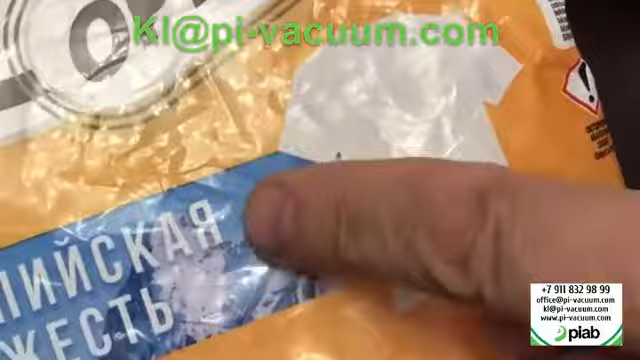 Kl@pi-vacuum.com
ПИЙСКАЯ
ЖЕСТЬ
+7 911 832 98 99
office@pi-vacuum.com
kl@pi-vacuum.com
www.pi-vacuum.com
piab